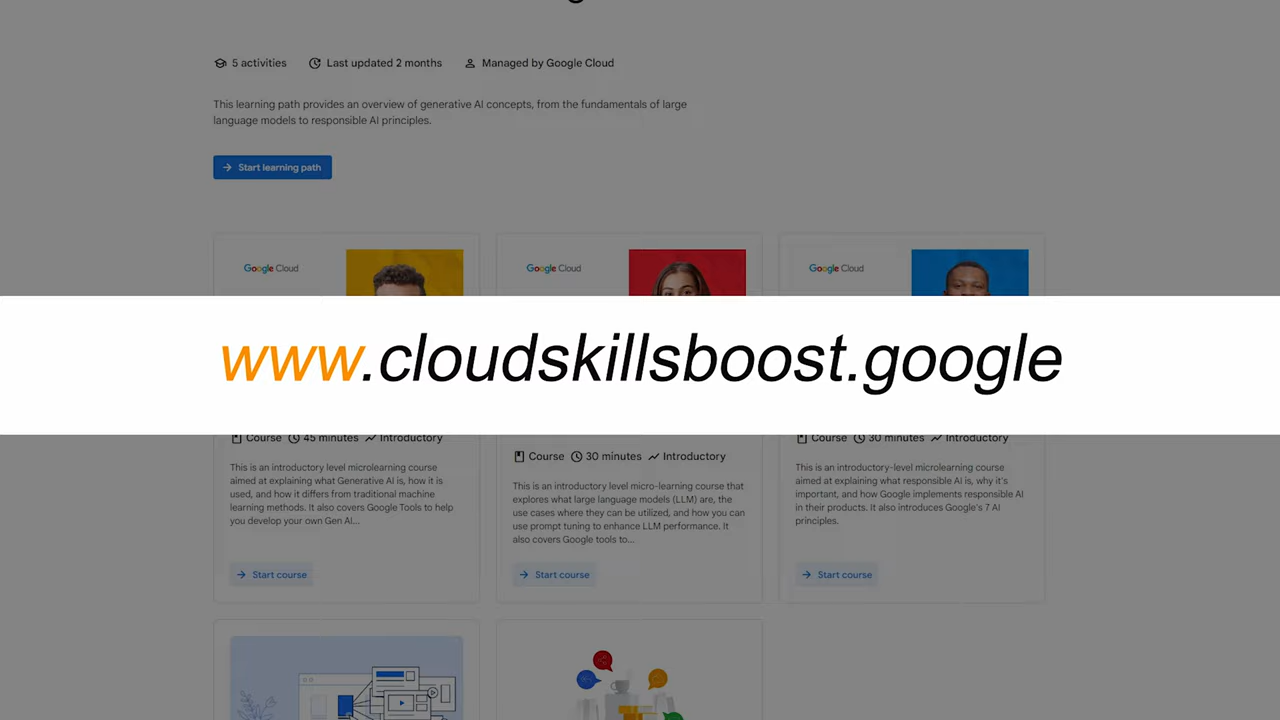 5 activities Last updated 2 months Managed by Google Cloud
This learning path provides an overview of generative AI concepts, from the fundamentals of large
language models to responsible AI principles.
Start learning path
Google Cloud
Google Cloud
Google Cloud
www.cloudskillsboost.google
Course 45 minutes Introductory
This is an introductory level microlearning course
aimed at explaining what Generative AI is, how it is
used, and how it differs from traditional machine
learning methods. It also covers Google Tools to help
you develop your own Gen AI...
Start course
Course 30 minutes Introductory
This is an introductory level micro-learning course that
explores what large language models (LLM) are, the
use cases where they can be utilized, and how you can
use prompt tuning to enhance LLM performance. It
also covers Google tools to...
Start course
Course 30 minutes Introductory
This is an introductory-level microlearning course
aimed at explaining what responsible AI is, why it's
important, and how Google implements responsible AI
in their products. It also introduces Google's 7 AI
principles.
Start course